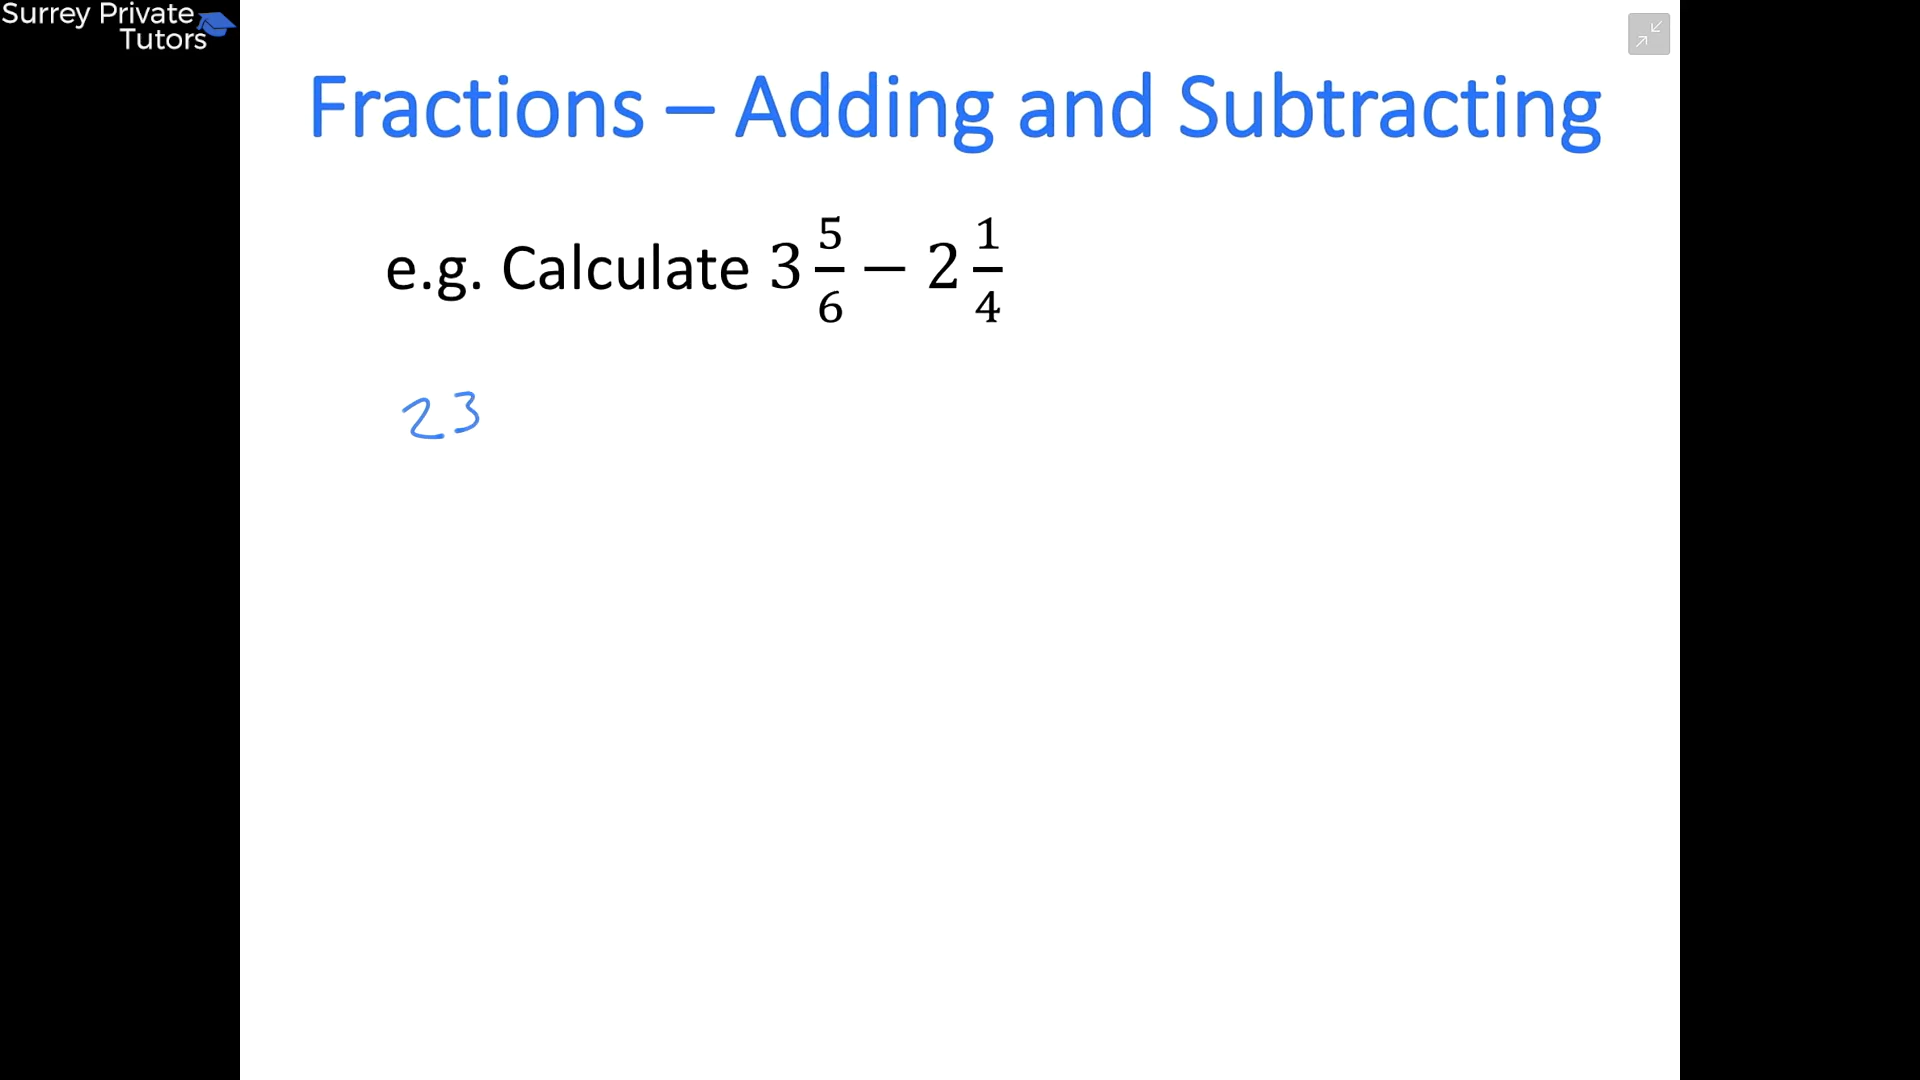 Surrey Private
Tutors
Fractions – Adding and Subtracting
e.g. Calculate 3 5/6 − 2 1/4
23